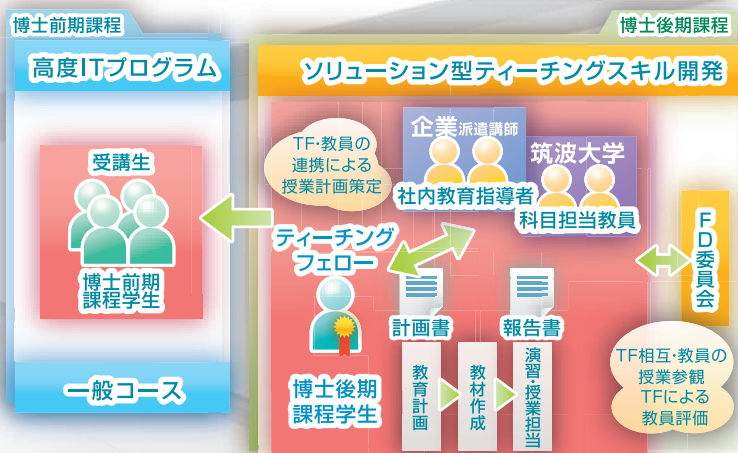 博士前期課程
高度ITプログラム
受講生
博士前期
課程学生
一般コース
博士後期課程
ソリューション型ティーチングスキル開発
TF・教員の
連携による
授業計画策定
企業派遣講師
社内教育指導者
筑波大学
科目担当教員
ティーチング
フェロー
博士後期
課程学生
計画書
報告書
教育計画
教材作成
演習・授業担当
FD委員会
TF相互・教員の
授業参観
TFによる
教員評価